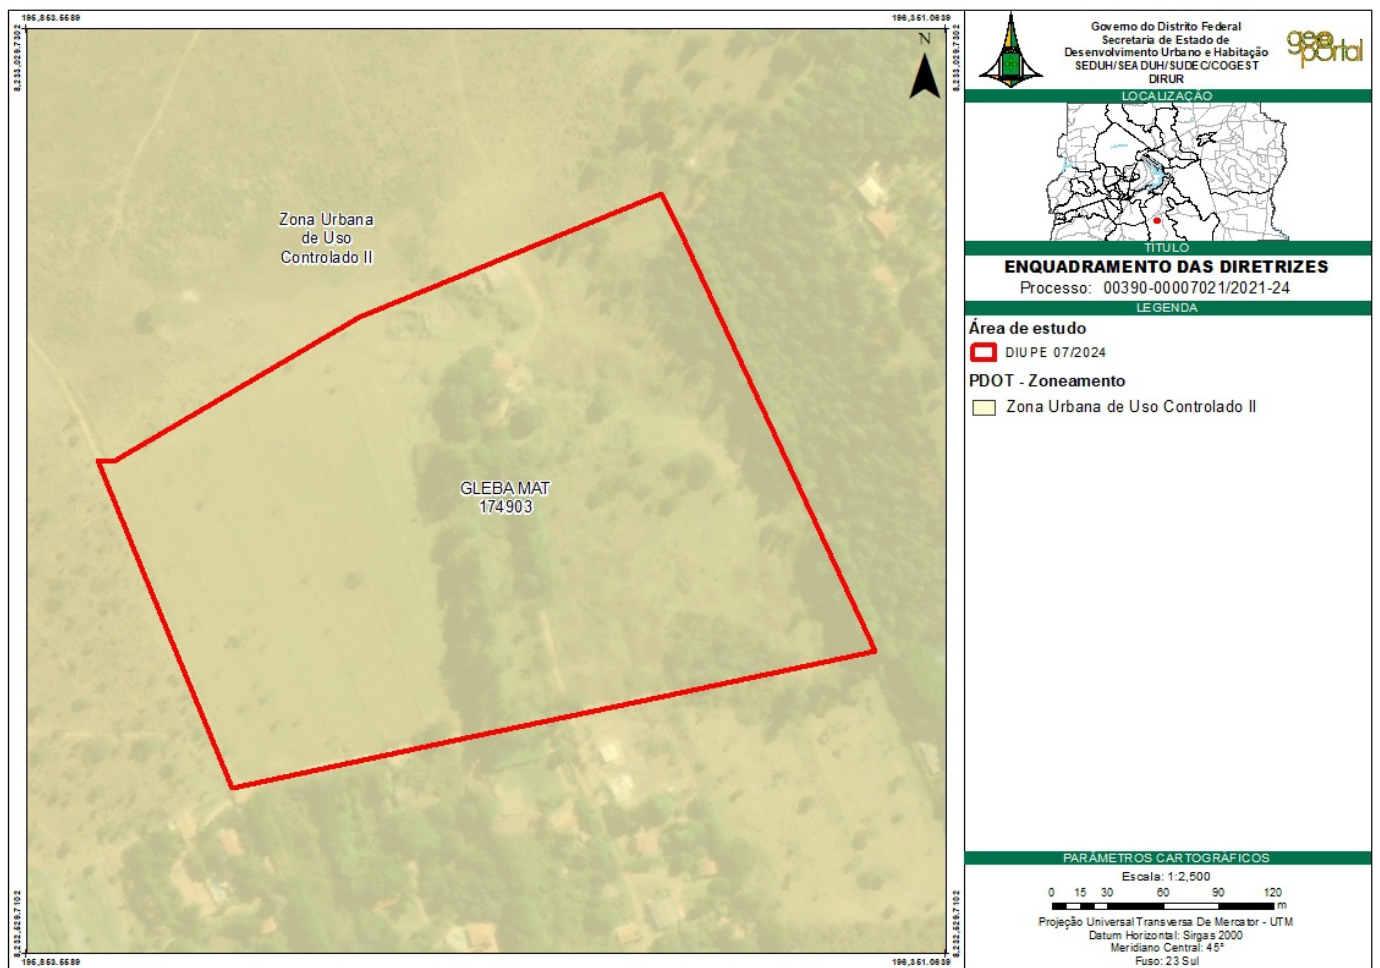 195,853.5589
196,351.0639
8,233,029.7302
8,233,029.7302
N
Zona Urbana
de Uso
Controlado II
GLEBA MAT
174903
8,232,529.7102
8,232,529.7102
195,853.5589
196,351.0639
Governo do Distrito Federal
Secretaria de Estado de
Desenvolvimento Urbano e Habitação
SEDUH/SEADUH/SUDEC/COGEST
DIRUR
geoportal
LOCALIZAÇÃO
TÍTULO
ENQUADRAMENTO DAS DIRETRIZES
Processo: 00390-00007021/2021-24
LEGENDA
Área de estudo
DIUPE 07/2024
PDOT - Zoneamento
Zona Urbana de Uso Controlado II
PARÂMETROS CARTOGRÁFICOS
Escala: 1:2,500
0 15 30 60 90 120
m
Projeção Universal Transversa De Mercator - UTM
Datum Horizontal: Sirgas 2000
Meridiano Central: 45°
Fuso: 23 Sul